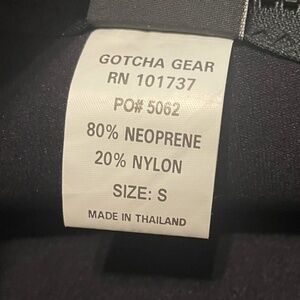 GOTCHA GEAR
RN 101737
PO# 5062
80% NEOPRENE
20% NYLON
SIZE: S
MADE IN THAILAND